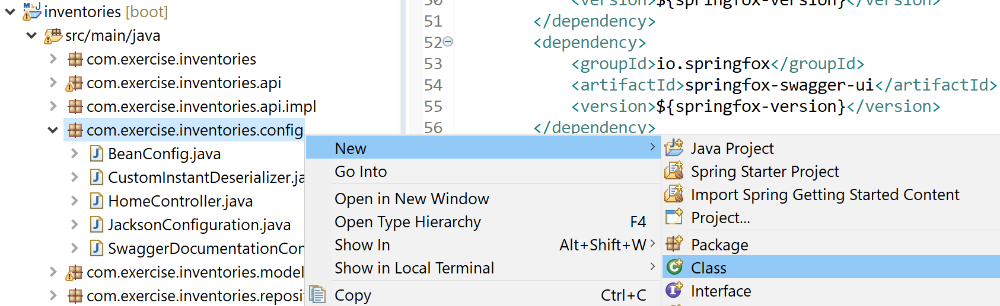 inventories [boot]
src/main/java
com.exercise.inventories
com.exercise.inventories.api
com.exercise.inventories.api.impl
com.exercise.inventories.config
BeanConfig.java
CustomInstantDeserializer.ja
HomeController.java
JacksonConfiguration.java
SwaggerDocumentationCon
com.exercise.inventories.model
com.exercise.inventories.reposit
<version>${springfox-version}</version>
51 </dependency>
52 <dependency>
53 <groupId>io.springfox</groupId>
54 <artifactId>springfox-swagger-ui</artifactId>
55 <version>${springfox-version}</version>
56 </dependency>
New
Go Into
Open in New Window
Open Type Hierarchy F4
Show In Alt+Shift+W
Show in Local Terminal
Copy Ctrl+C
Java Project
Spring Starter Project
Import Spring Getting Started Content
Project...
Package
Class
Interface